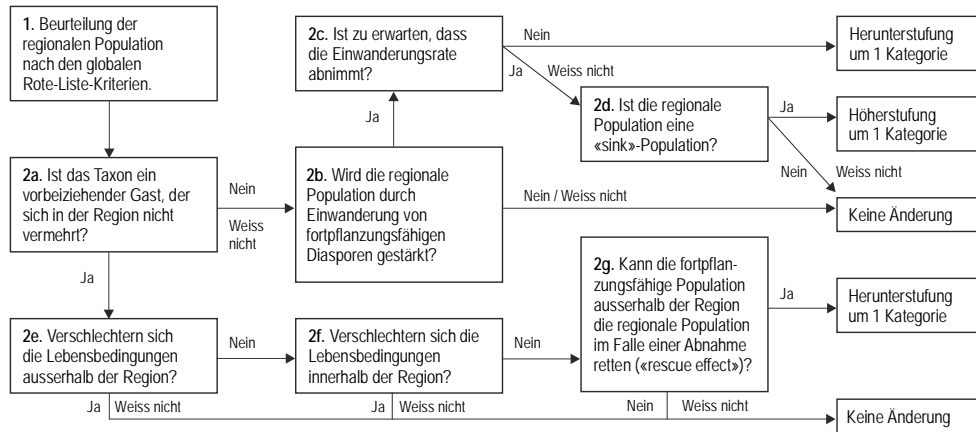 1. Beurteilung der
regionalen Population
nach den globalen
Rote-Liste-Kriterien.
2a. Ist das Taxon ein
vorbeiziehender Gast, der
sich in der Region nicht
vermehrt?
Nein
Weiss
nicht
Ja
2b. Wird die regionale
Population durch
Einwanderung von
fortpflanzungsfähigen
Diasporen gestärkt?
Ja
Nein / Weiss nicht
2c. Ist zu erwarten, dass
die Einwanderungsrate
abnimmt?
Nein
Ja
Weiss nicht
2d. Ist die regionale
Population eine
«sink»-Population?
Ja
Nein
Weiss nicht
Herunterstufung
um 1 Kategorie
Höherstufung
um 1 Kategorie
Keine Änderung
2e. Verschlechtern sich
die Lebensbedingungen
ausserhalb der Region?
Nein
Ja
Weiss nicht
2f. Verschlechtern sich die
Lebensbedingungen
innerhalb der Region?
Nein
Ja
Weiss nicht
2g. Kann die fortpflan-
zungsfähige Population
ausserhalb der Region
die regionale Population
im Falle einer Abnahme
retten («rescue effect»)?
Ja
Nein
Weiss nicht
Herunterstufung
um 1 Kategorie
Keine Änderung